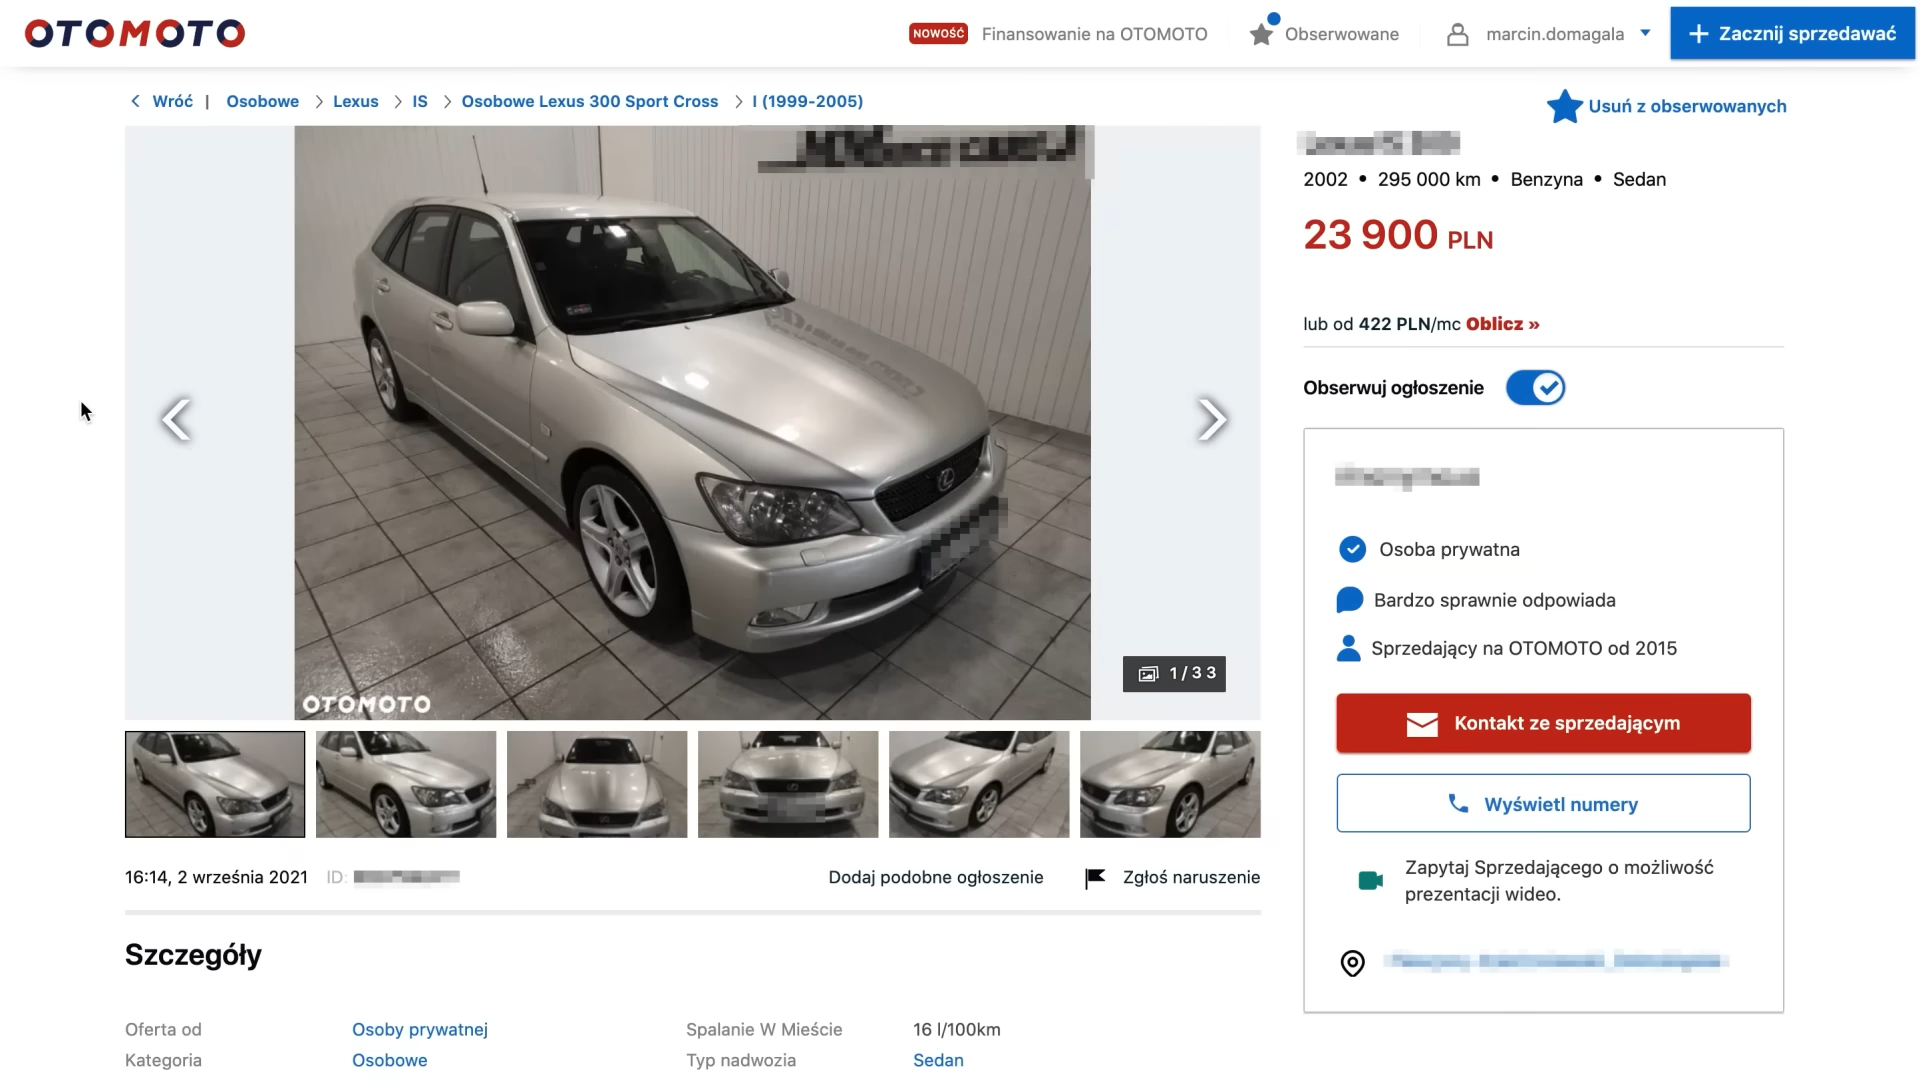 OTOMOTO
NOWOŚĆ Finansowanie na OTOMOTO Obserwowane marcin.domagala Zacznij sprzedawać
Wróć | Osobowe Lexus IS Osobowe Lexus 300 Sport Cross I (1999-2005)
Usuń z obserwowanych
2002 • 295 000 km • Benzyna • Sedan
23 900 PLN
lub od 422 PLN/mc Oblicz »
Obserwuj ogłoszenie
Osoba prywatna
Bardzo sprawnie odpowiada
Sprzedający na OTOMOTO od 2015
1/33
OTOMOTO
Kontakt ze sprzedającym
Wyświetl numery
Zapytaj Sprzedającego o możliwość
prezentacji wideo.
16:14, 2 września 2021 ID: Dodaj podobne ogłoszenie Zgłoś naruszenie
Szczegóły
Oferta od Osoby prywatnej Spalanie W Mieście 16 l/100km
Kategoria Osobowe Typ nadwozia Sedan